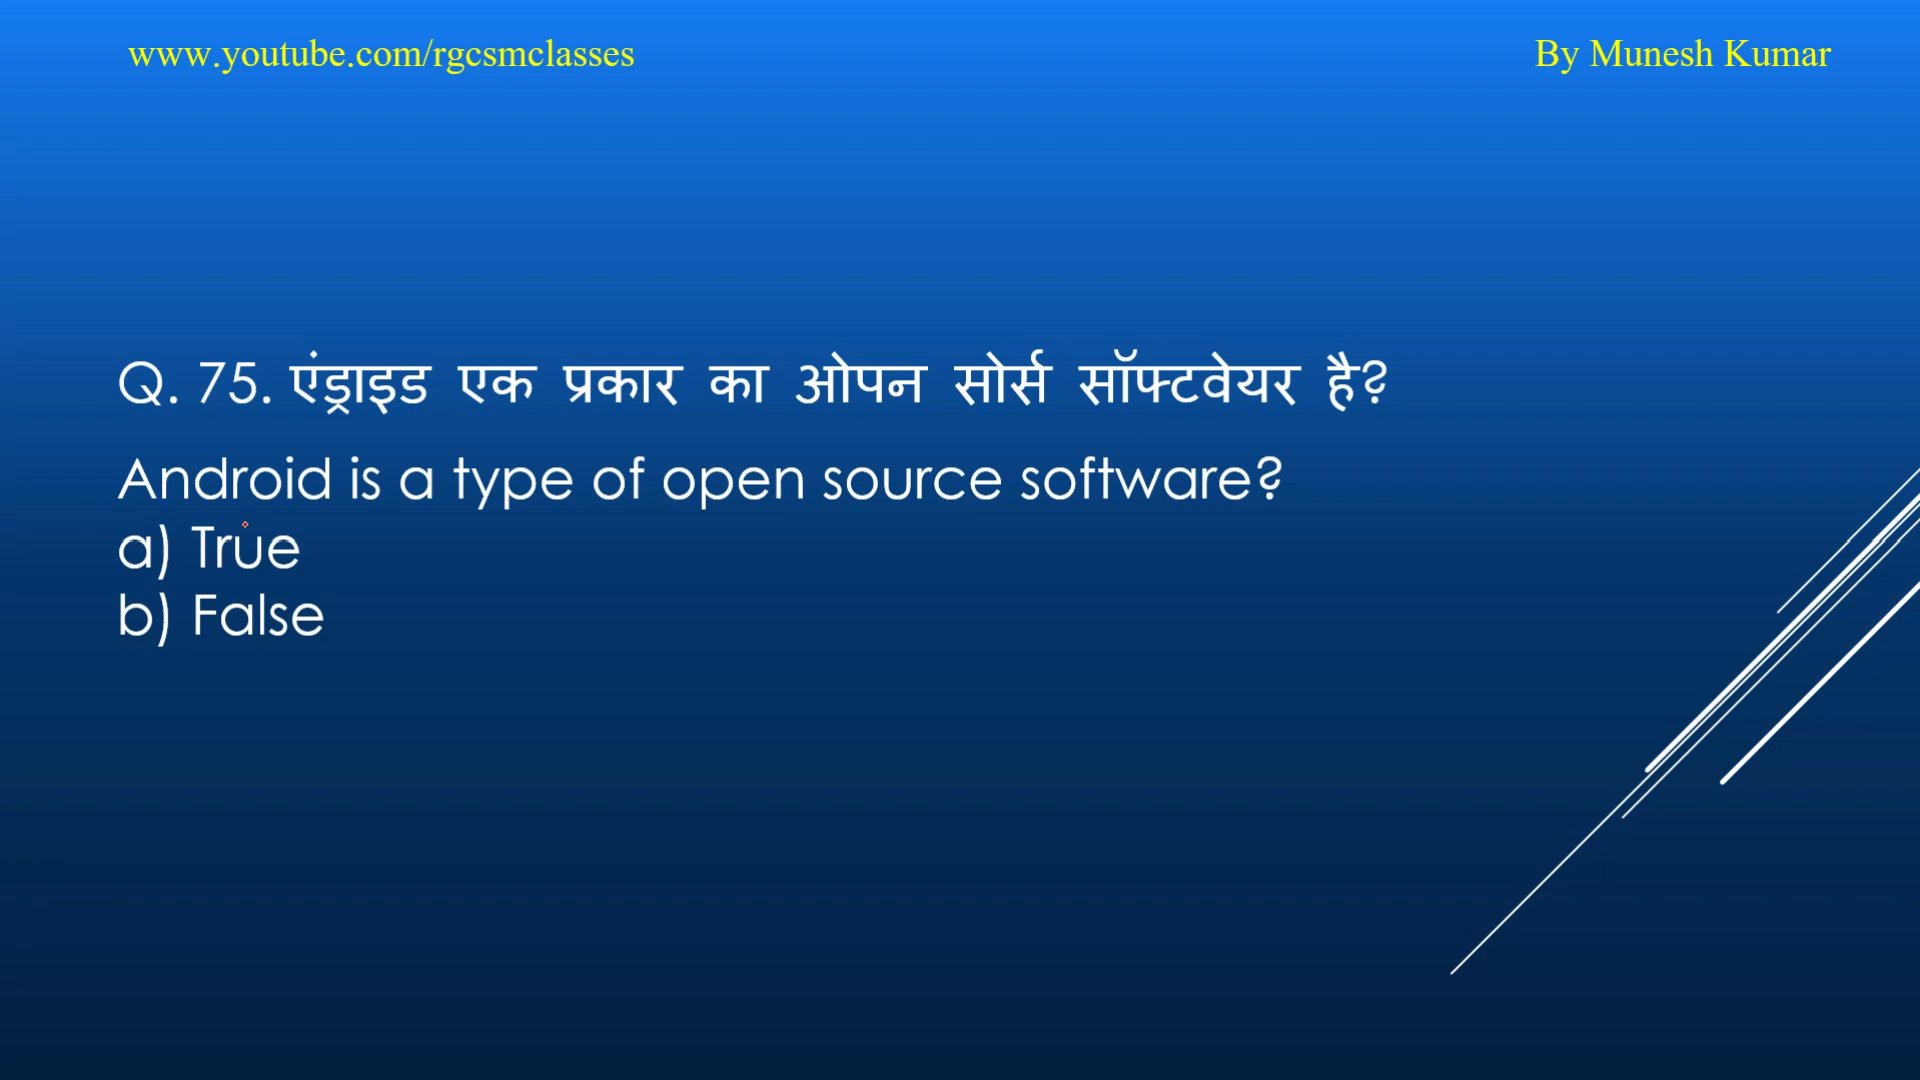 www.youtube.com/rgcsmclasses
By Munesh Kumar
Q. 75. एंड्राइड एक प्रकार का ओपन सोर्स सॉफ्टवेयर है?
Android is a type of open source software?
a) True
b) False